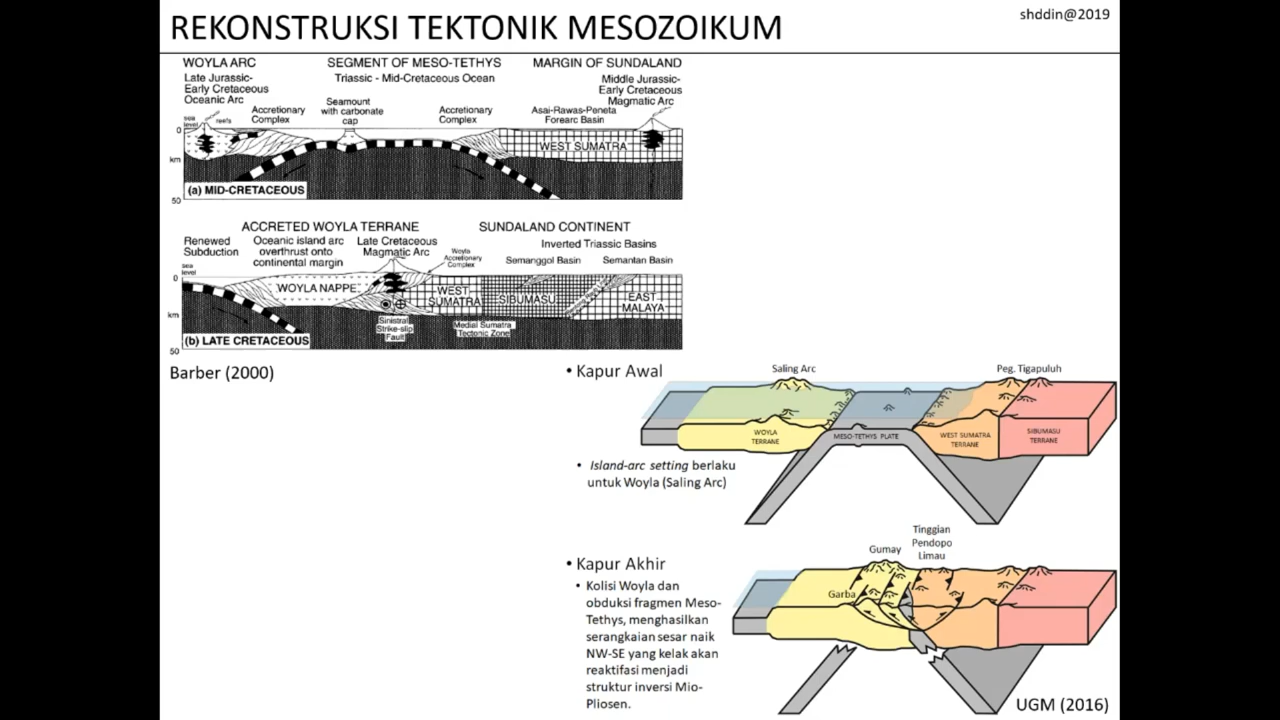 REKONSTRUKSI TEKTONIK MESOZOIKUM
shddin@2019
WOYLA ARC
Late Jurassic-
Early Cretaceous
Oceanic Arc
SEGMENT OF MESO-TETHYS
Triassic - Mid-Cretaceous Ocean
MARGIN OF SUNDALAND
Middle Jurassic-
Early Cretaceous
Magmatic Arc
sea
level
reefs
Accretionary
Complex
Seamount
with carbonate
cap
Accretionary
Complex
Asai-Rawas-Peneta
Forearc Basin
0
WEST SUMATRA
km
(a) MID-CRETACEOUS
50
ACCRETED WOYLA TERRANE
SUNDALAND CONTINENT
Renewed
Subduction
Oceanic island arc
overthrust onto
continental margin
Late Cretaceous
Magmatic Arc
Woyla
Accretionary
Complex
Inverted Triassic Basins
Semanggol Basin
Semantan Basin
sea
level
0
WOYLA NAPPE
WEST
SUMATRA
SIBUMASU
EAST
MALAYA
km
Sinistral
Strike-slip
Fault
Medial Sumatra
Tectonic Zone
(b) LATE CRETACEOUS
50
Barber (2000)
• Kapur Awal
Saling Arc
Peg. Tigapuluh
WOYLA
TERRANE
MESO-TETHYS PLATE
WEST SUMATRA
TERRANE
SIBUMASU
TERRANE
• Island-arc setting berlaku
untuk Woyla (Saling Arc)
• Kapur Akhir
Gumay
Tinggian
Pendopo
Limau
Garba
• Kolisi Woyla dan
obduksi fragmen Meso-
Tethys, menghasilkan
serangkaian sesar naik
NW-SE yang kelak akan
reaktifasi menjadi
struktur inversi Mio-
Pliosen.
UGM (2016)